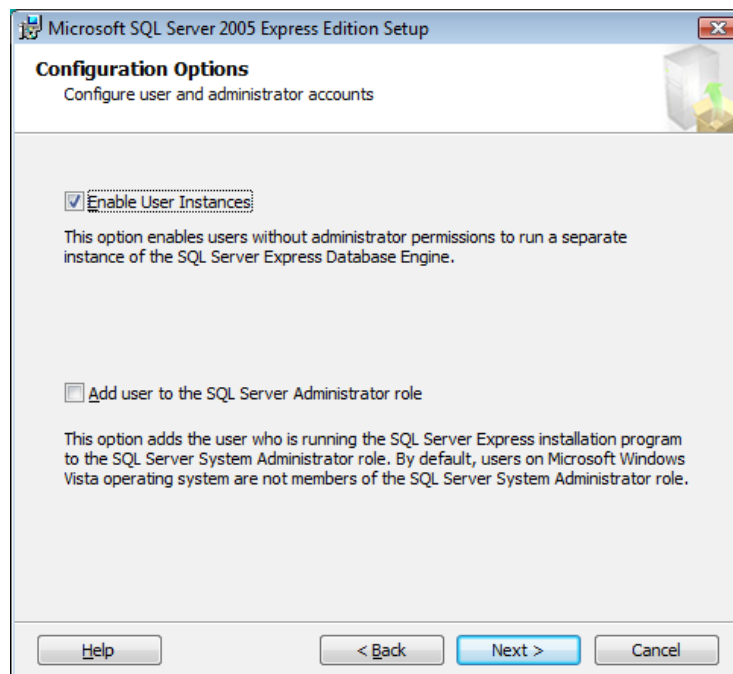 Microsoft SQL Server 2005 Express Edition Setup
Configuration Options
Configure user and administrator accounts
Enable User Instances
This option enables users without administrator permissions to run a separate
instance of the SQL Server Express Database Engine.
Add user to the SQL Server Administrator role
This option adds the user who is running the SQL Server Express installation program
to the SQL Server System Administrator role. By default, users on Microsoft Windows
Vista operating system are not members of the SQL Server System Administrator role.
Help < Back Next > Cancel